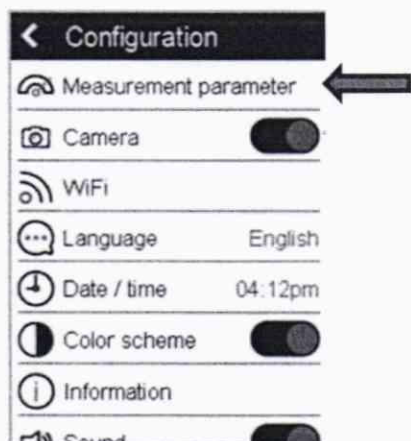 Configuration
Measurement parameter
Camera
WiFi
Language English
Date / time 04:12pm
Color scheme
Information
Sound